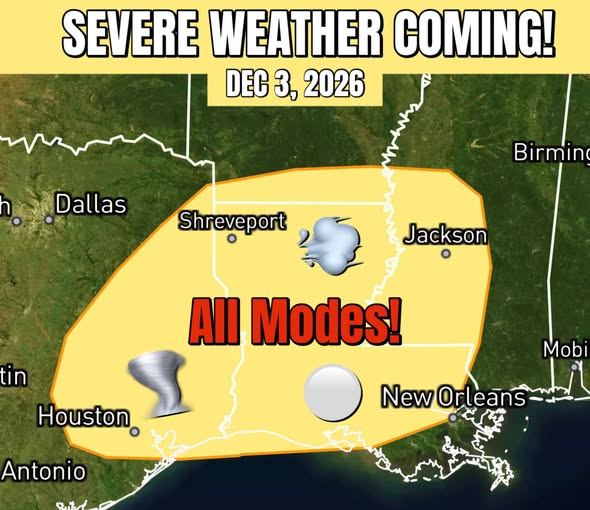 SEVERE WEATHER COMING!
DEC 3, 2026
Birming
h
Dallas
Shreveport
Jackson
All Modes!
Mobi
tin
New Orleans
Houston
Antonio